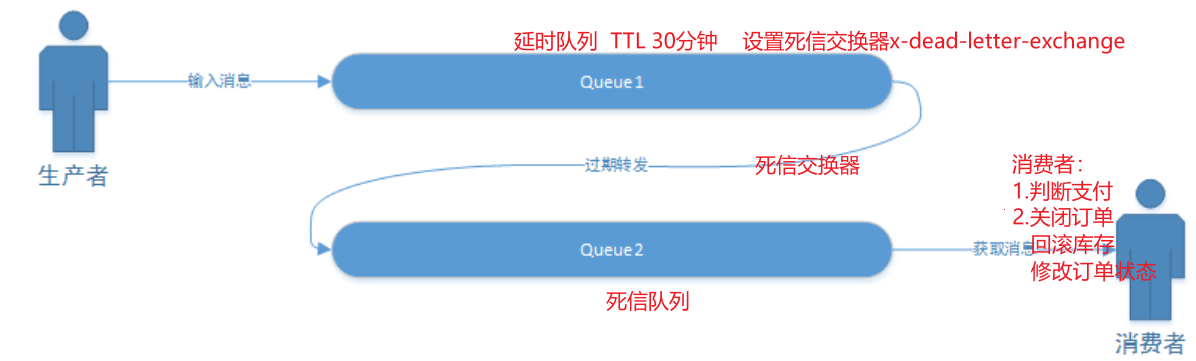 延时队列 TTL 30分钟 设置死信交换器x-dead-letter-exchange
输入消息
Queue1
生产者
过期转发
死信交换器
消费者：
1.判断支付
2.关闭订单
回滚库存
修改订单状态
Queue2
获取消息
死信队列
消费者